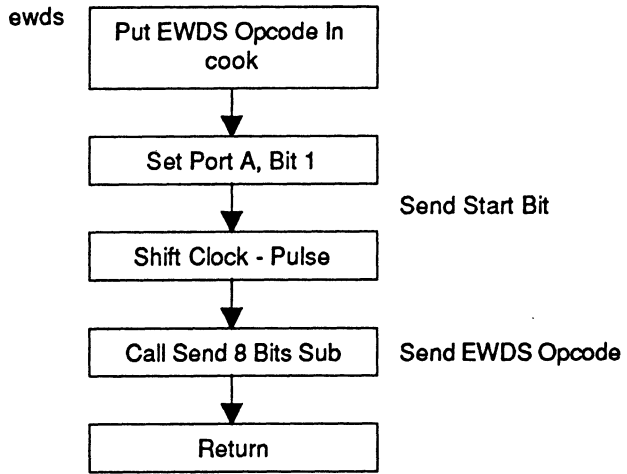 ewds
Put EWDS Opcode In
cook
Set Port A, Bit 1
Send Start Bit
Shift Clock - Pulse
Call Send 8 Bits Sub
Send EWDS Opcode
Return